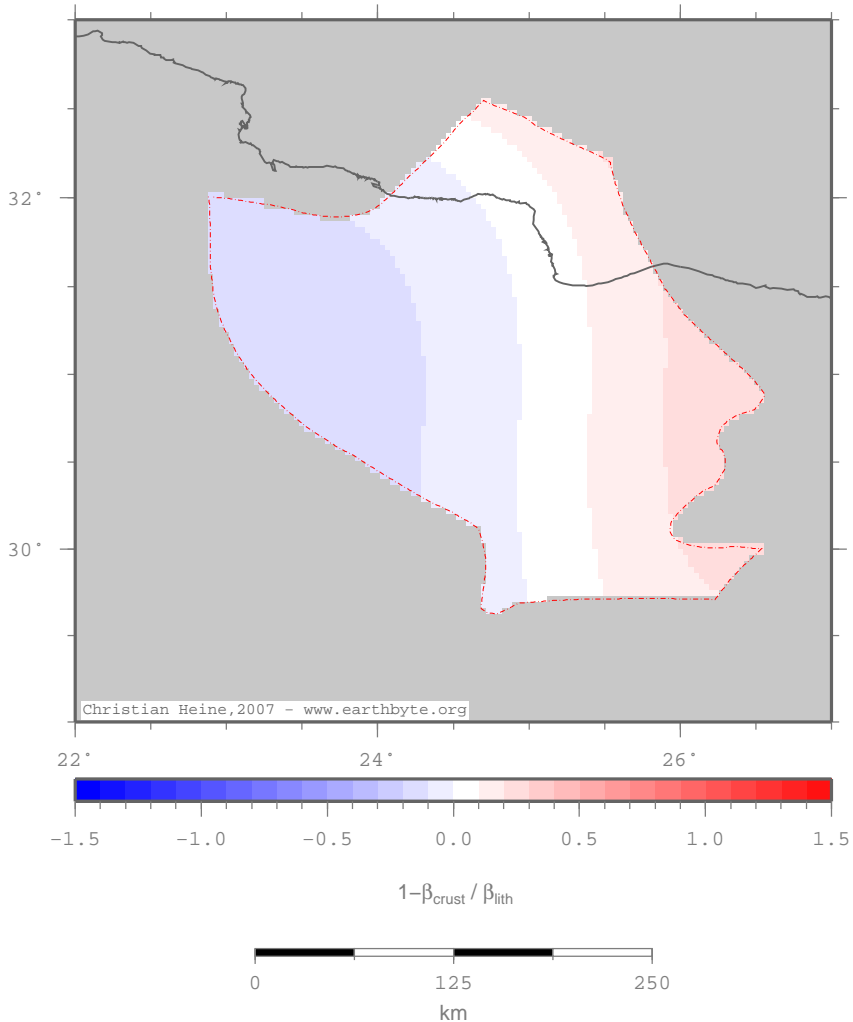 32°
30°
Christian Heine,2007 - www.earthbyte.org
22° 24° 26°
−1.5 −1.0 −0.5 0.0 0.5 1.0 1.5
1−βcrust / βlith
0 125 250
km